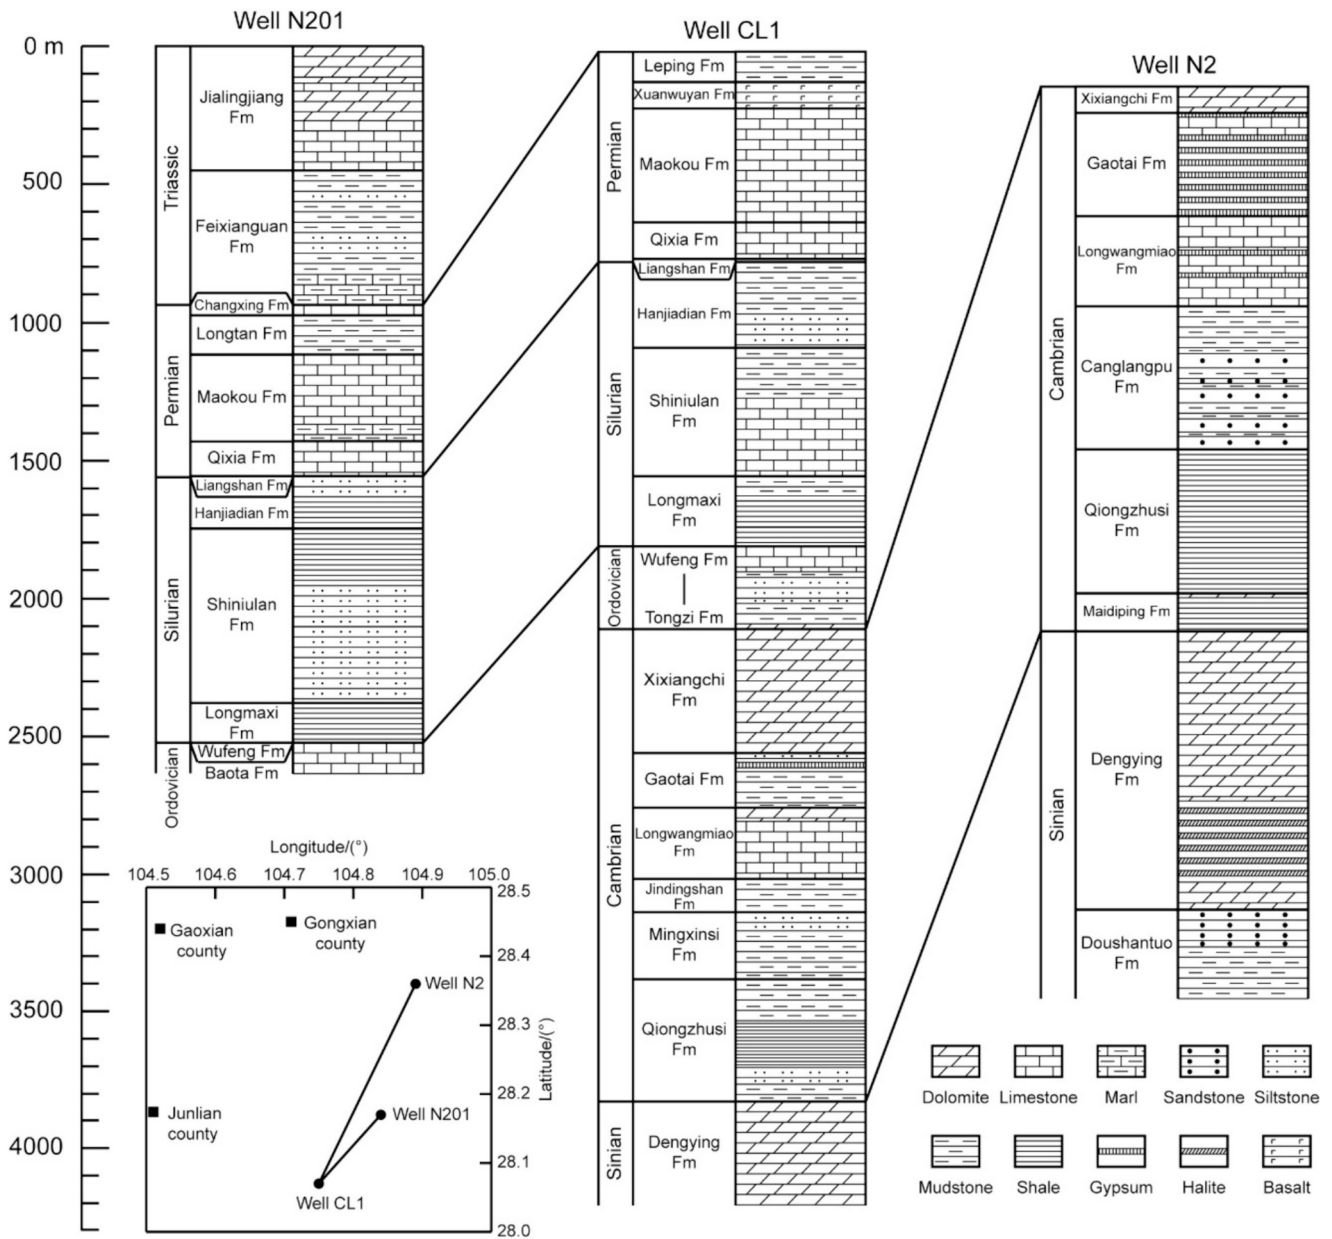 Well N201
Well CL1
Well N2
0 m
500
1000
1500
2000
2500
3000
3500
4000
Triassic
Permian
Silurian
Ordovician
Jialingjiang
Fm
Feixianguan
Fm
Changxing Fm
Longtan Fm
Maokou Fm
Qixia Fm
Liangshan Fm
Hanjiadian Fm
Shiniulan
Fm
Longmaxi
Fm
Wufeng Fm
Baota Fm
Permian
Silurian
Ordovician
Cambrian
Sinian
Leping Fm
Xuanwuyan Fm
Maokou Fm
Qixia Fm
Liangshan Fm
Hanjiadian Fm
Shiniulan
Fm
Longmaxi
Fm
Wufeng Fm
Tongzi Fm
Xixiangchi
Fm
Gaotai Fm
Longwangmiao
Fm
Jindingshan
Fm
Mingxinsi
Fm
Qiongzhusi
Fm
Dengying
Fm
Cambrian
Sinian
Xixiangchi Fm
Gaotai Fm
Longwangmiao
Fm
Canglangpu
Fm
Qiongzhusi
Fm
Maidiping Fm
Dengying
Fm
Doushantuo
Fm
Longitude/(°)
104.5 104.6 104.7 104.8 104.9 105.0
28.5
28.4
28.3
28.2
28.1
28.0
Latitude/(°)
Gaoxian
county
Gongxian
county
Well N2
Junlian
county
Well N201
Well CL1
Dolomite Limestone Marl Sandstone Siltstone
Mudstone Shale Gypsum Halite Basalt